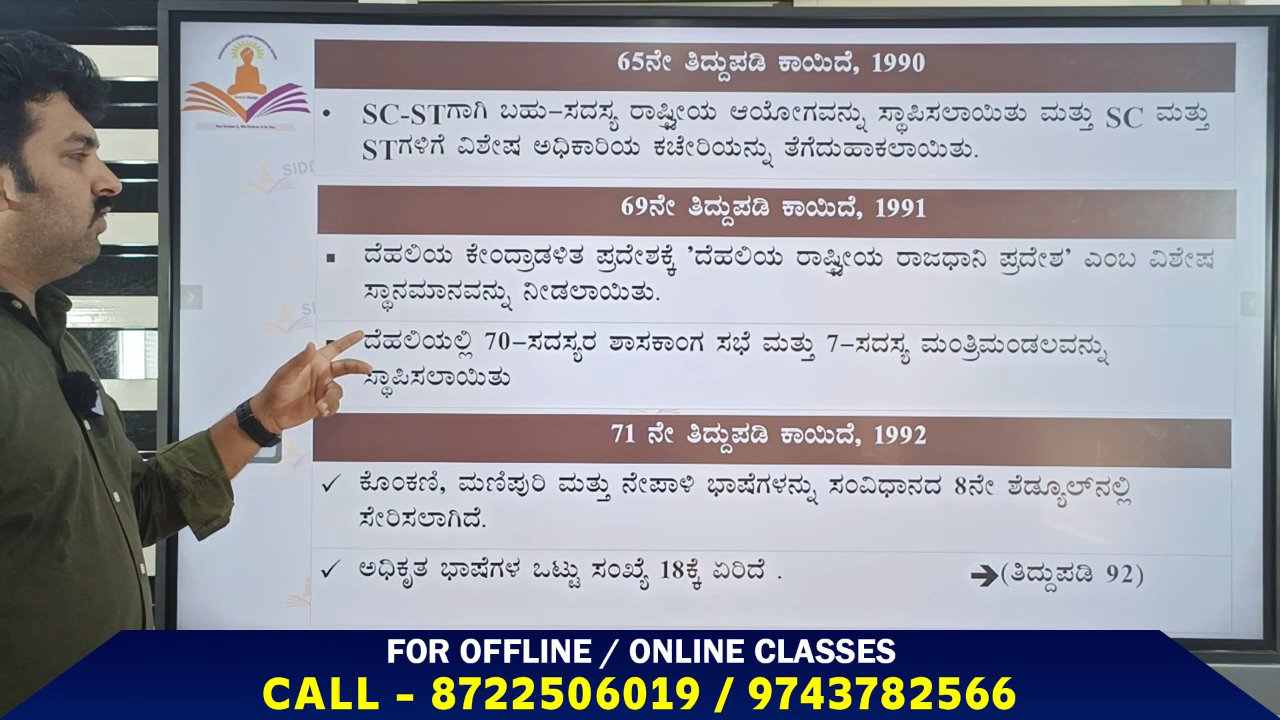 65ನೇ ತಿದ್ದುಪಡಿ ಕಾಯಿದೆ, 1990
• SC-STಗಾಗಿ ಬಹು–ಸದಸ್ಯ ರಾಷ್ಟ್ರೀಯ ಆಯೋಗವನ್ನು ಸ್ಥಾಪಿಸಲಾಯಿತು ಮತ್ತು SC ಮತ್ತು
STಗಳಿಗೆ ವಿಶೇಷ ಅಧಿಕಾರಿಯ ಕಚೇರಿಯನ್ನು ತೆಗೆದುಹಾಕಲಾಯಿತು.
SIDD
69ನೇ ತಿದ್ದುಪಡಿ ಕಾಯಿದೆ, 1991
▪ ದೆಹಲಿಯ ಕೇಂದ್ರಾಡಳಿತ ಪ್ರದೇಶಕ್ಕೆ 'ದೆಹಲಿಯ ರಾಷ್ಟ್ರೀಯ ರಾಜಧಾನಿ ಪ್ರದೇಶ' ಎಂಬ ವಿಶೇಷ
ಸ್ಥಾನಮಾನವನ್ನು ನೀಡಲಾಯಿತು.
▪ ದೆಹಲಿಯಲ್ಲಿ 70–ಸದಸ್ಯರ ಶಾಸಕಾಂಗ ಸಭೆ ಮತ್ತು 7–ಸದಸ್ಯ ಮಂತ್ರಿಮಂಡಲವನ್ನು
ಸ್ಥಾಪಿಸಲಾಯಿತು
71 ನೇ ತಿದ್ದುಪಡಿ ಕಾಯಿದೆ, 1992
✓ ಕೊಂಕಣಿ, ಮಣಿಪುರಿ ಮತ್ತು ನೇಪಾಳಿ ಭಾಷೆಗಳನ್ನು ಸಂವಿಧಾನದ 8ನೇ ಶೆಡ್ಯೂಲ್‌ನಲ್ಲಿ
ಸೇರಿಸಲಾಗಿದೆ.
✓ ಅಧಿಕೃತ ಭಾಷೆಗಳ ಒಟ್ಟು ಸಂಖ್ಯೆ 18ಕ್ಕೆ ಏರಿದೆ . ➔(ತಿದ್ದುಪಡಿ 92)
FOR OFFLINE / ONLINE CLASSES
CALL – 8722506019 / 9743782566